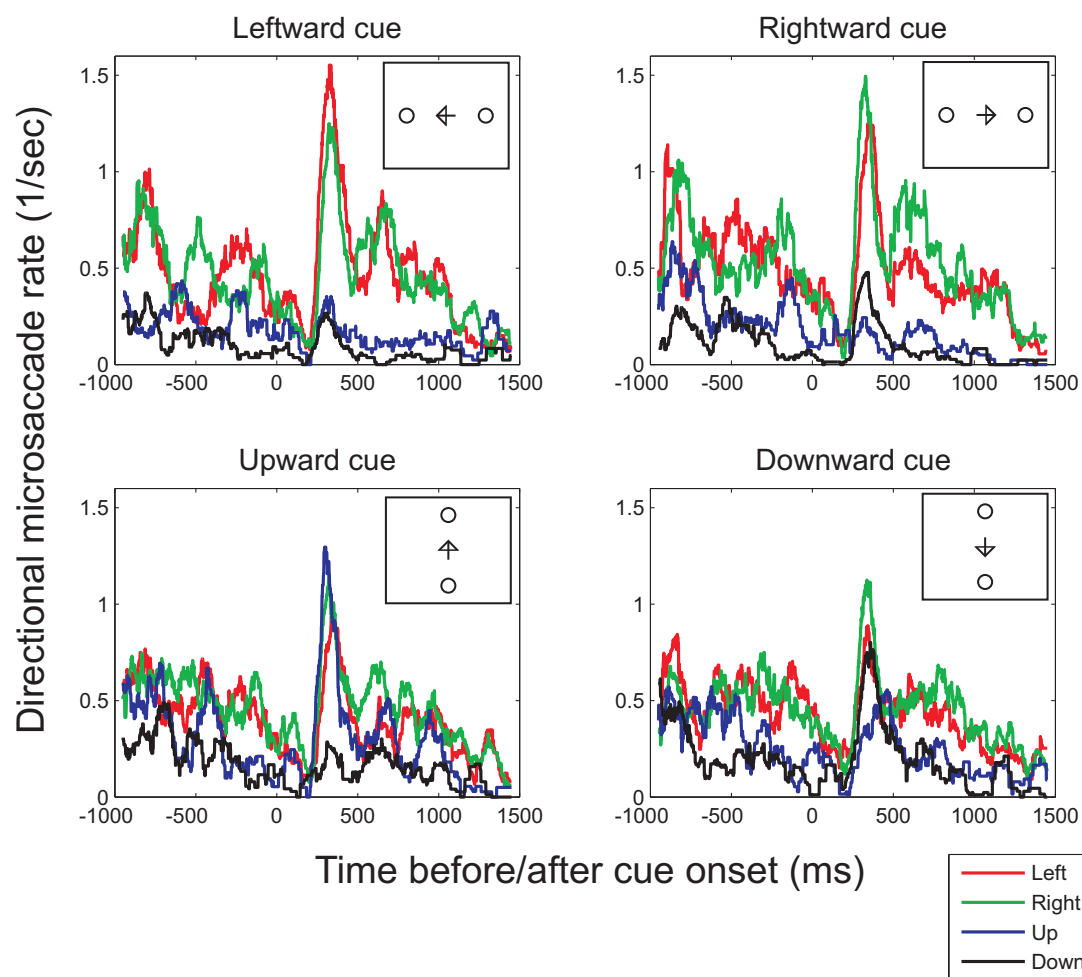 Leftward cue
Rightward cue
Directional microsaccade rate (1/sec)
1.5
1
0.5
0
-1000 -500 0 500 1000 1500
1.5
1
0.5
0
-1000 -500 0 500 1000 1500
Upward cue
Downward cue
1.5
1
0.5
0
-1000 -500 0 500 1000 1500
1.5
1
0.5
0
-1000 -500 0 500 1000 1500
Time before/after cue onset (ms)
Left
Right
Up
Down